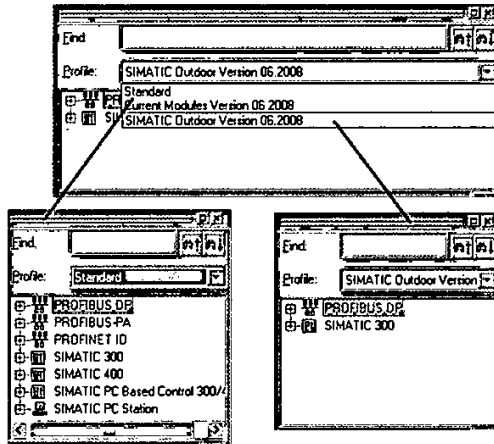 Find
Profile: SIMATIC Outdoor Version 06.2008
Standard
Current Modules Version 06 2008
SIMATIC Outdoor Version 06.2008
Find.
Profile: Standard
PROFIBUS DP
PROFIBUS-PA
PROFINET IO
SIMATIC 300
SIMATIC 400
SIMATIC PC Based Control 300/4
SIMATIC PC Station
Find:
Profile: SIMATIC Outdoor Version
PROFIBUS DP
SIMATIC 300